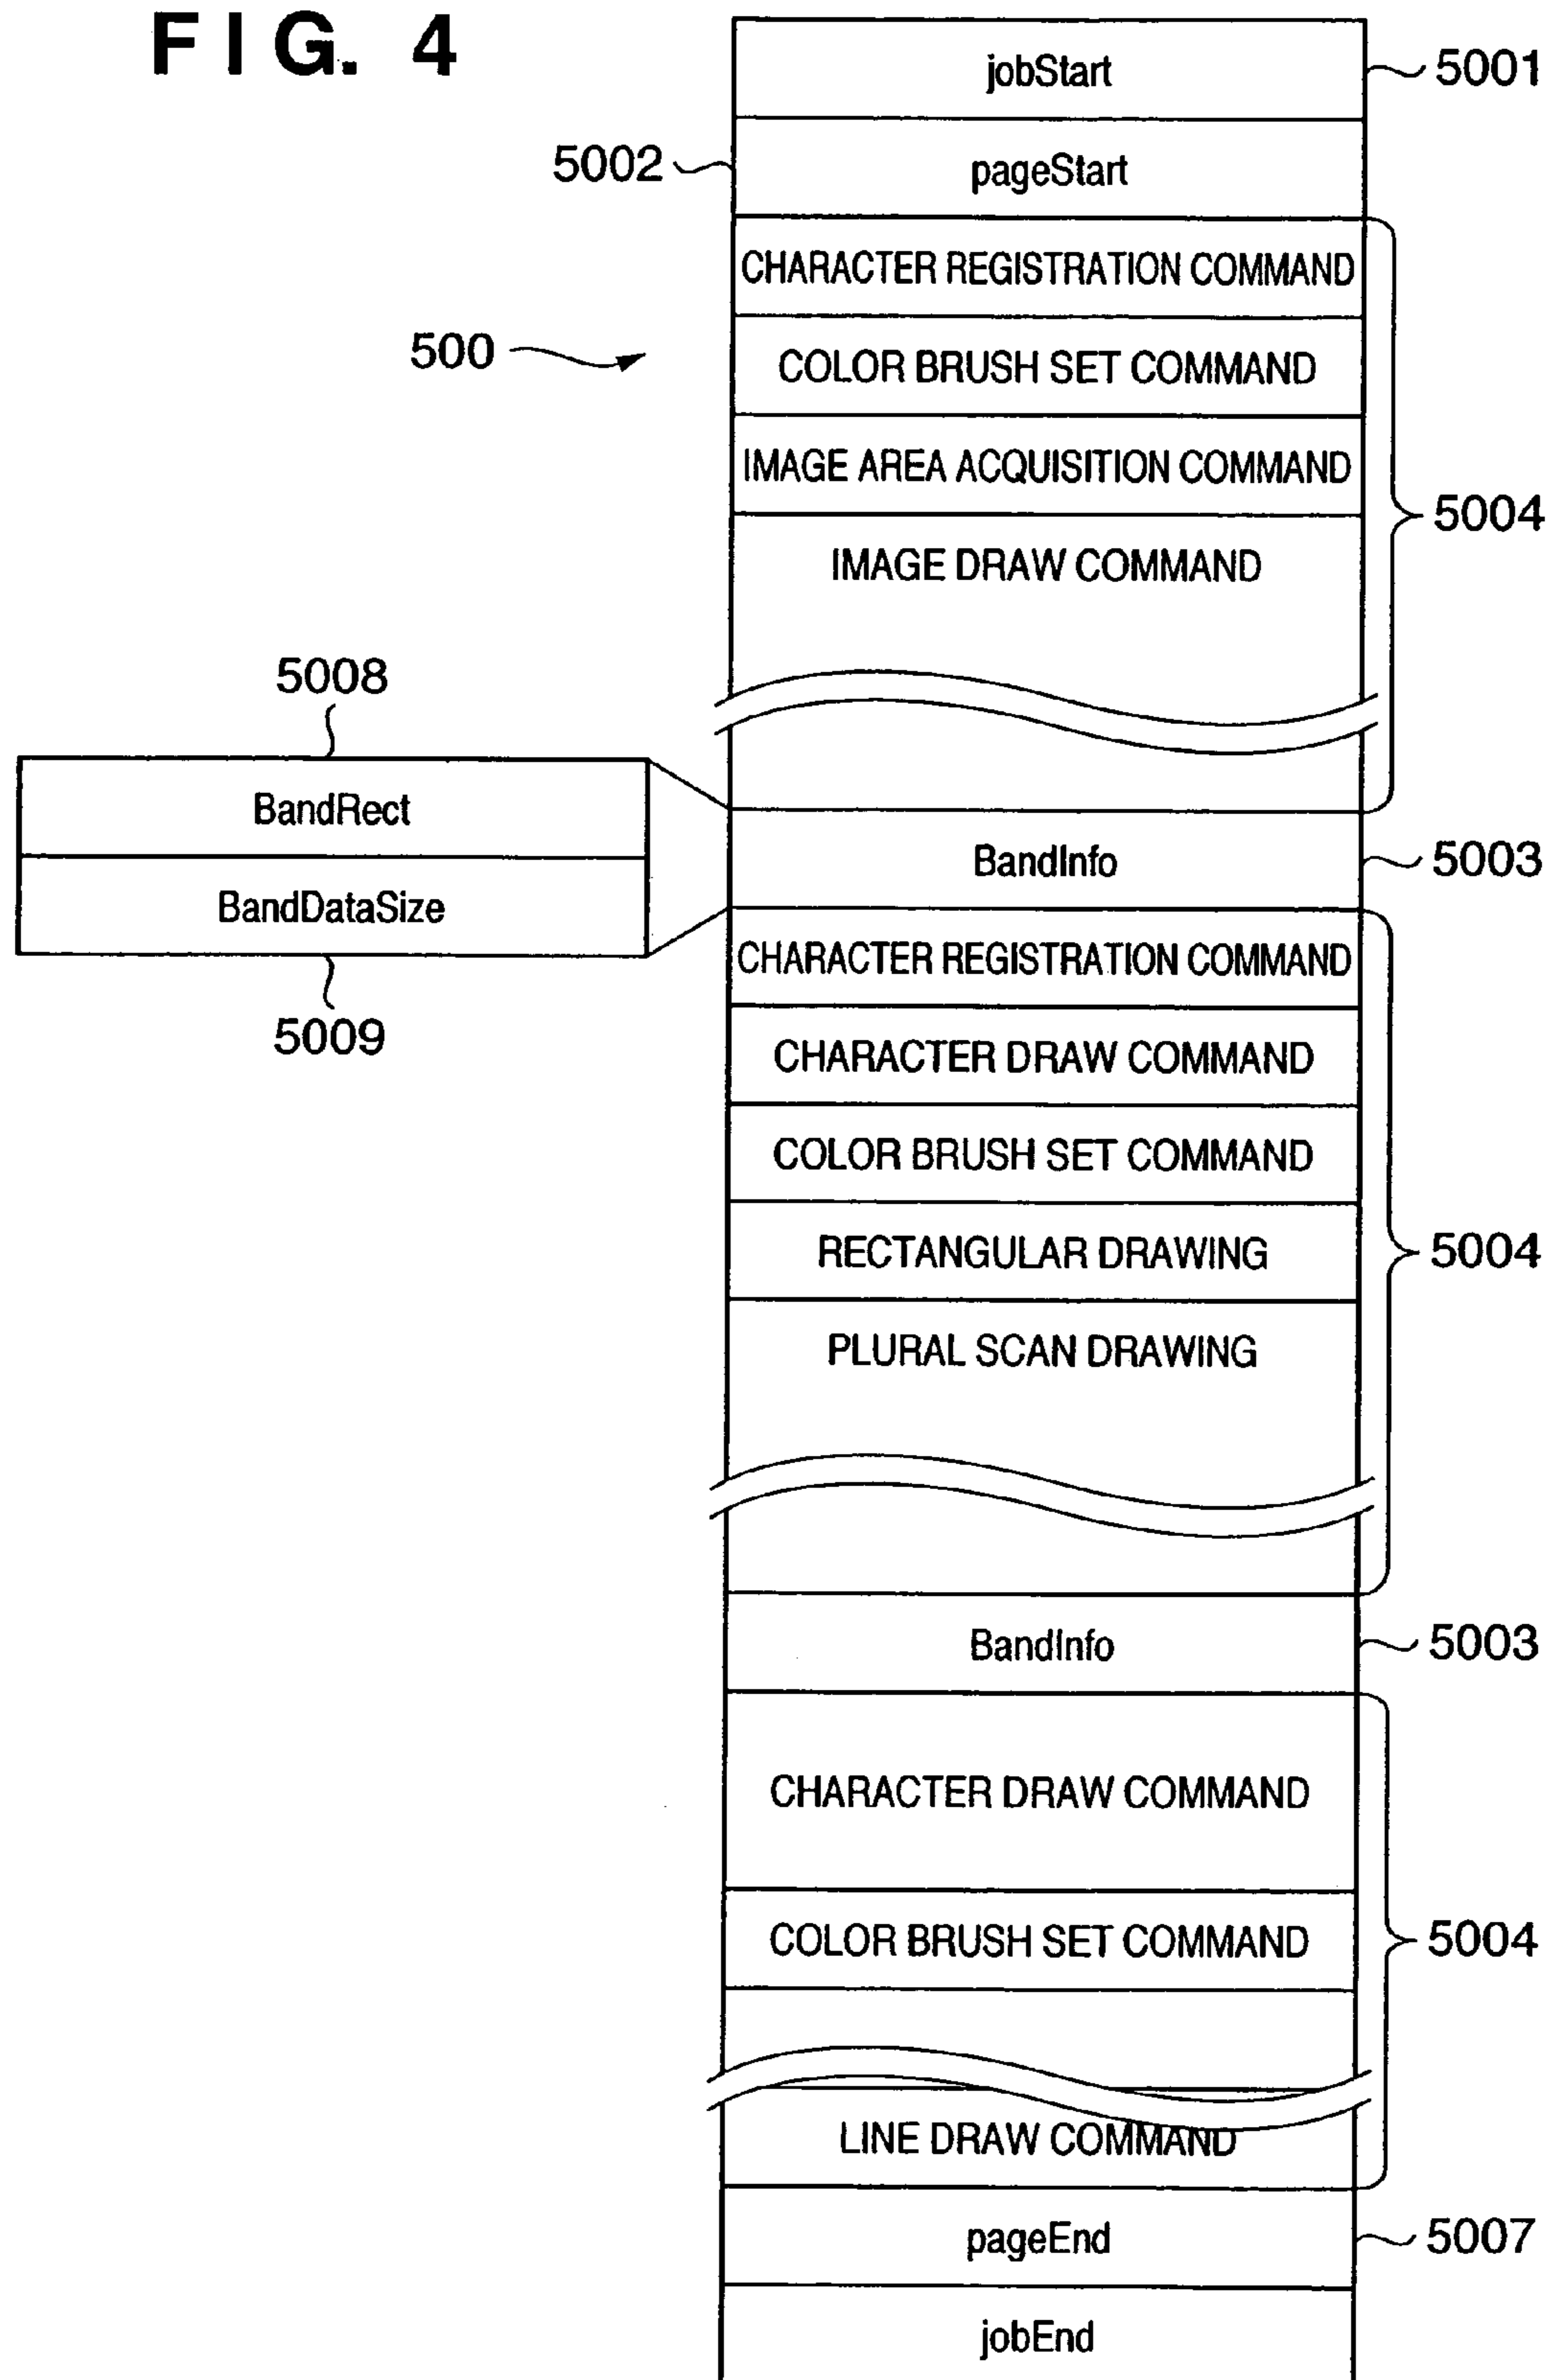 FIG. 4
jobStart
5001
5002
pageStart
CHARACTER REGISTRATION COMMAND
500
COLOR BRUSH SET COMMAND
IMAGE AREA ACQUISITION COMMAND
5004
IMAGE DRAW COMMAND
5008
BandRect
BandDataSize
5009
BandInfo
5003
CHARACTER REGISTRATION COMMAND
CHARACTER DRAW COMMAND
COLOR BRUSH SET COMMAND
RECTANGULAR DRAWING
5004
PLURAL SCAN DRAWING
BandInfo
5003
CHARACTER DRAW COMMAND
COLOR BRUSH SET COMMAND
5004
LINE DRAW COMMAND
pageEnd
5007
jobEnd